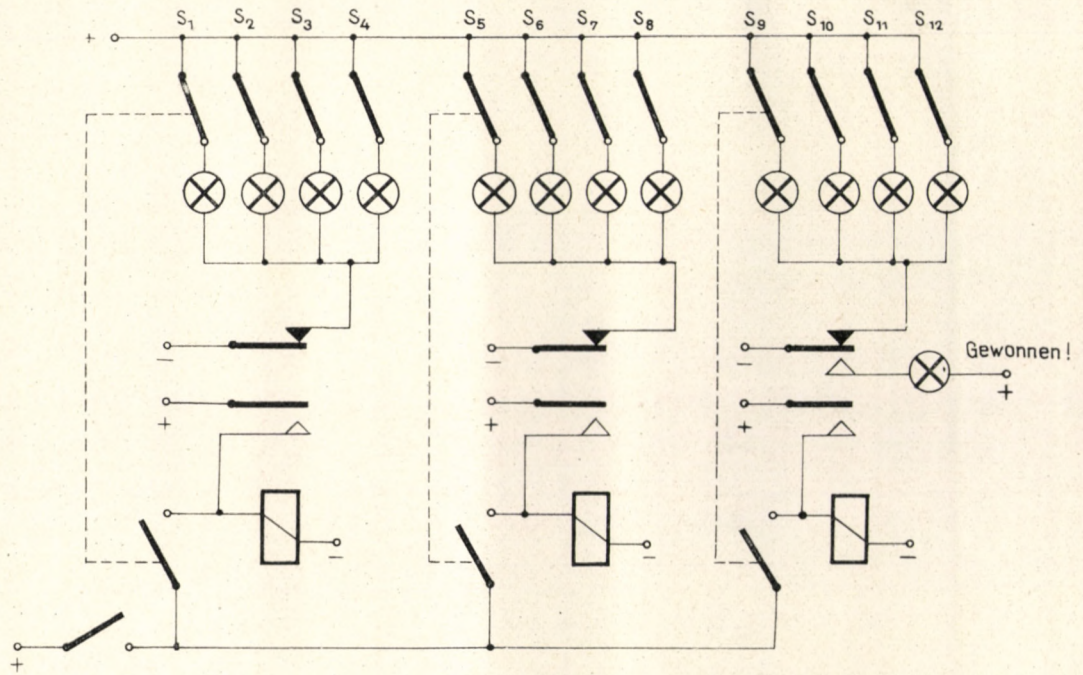 S₁ S₂ S₃ S₄ S₅ S₆ S₇ S₈ S₉ S₁₀ S₁₁ S₁₂
+
− − −
Gewonnen!
+
+ + +
− − −
+